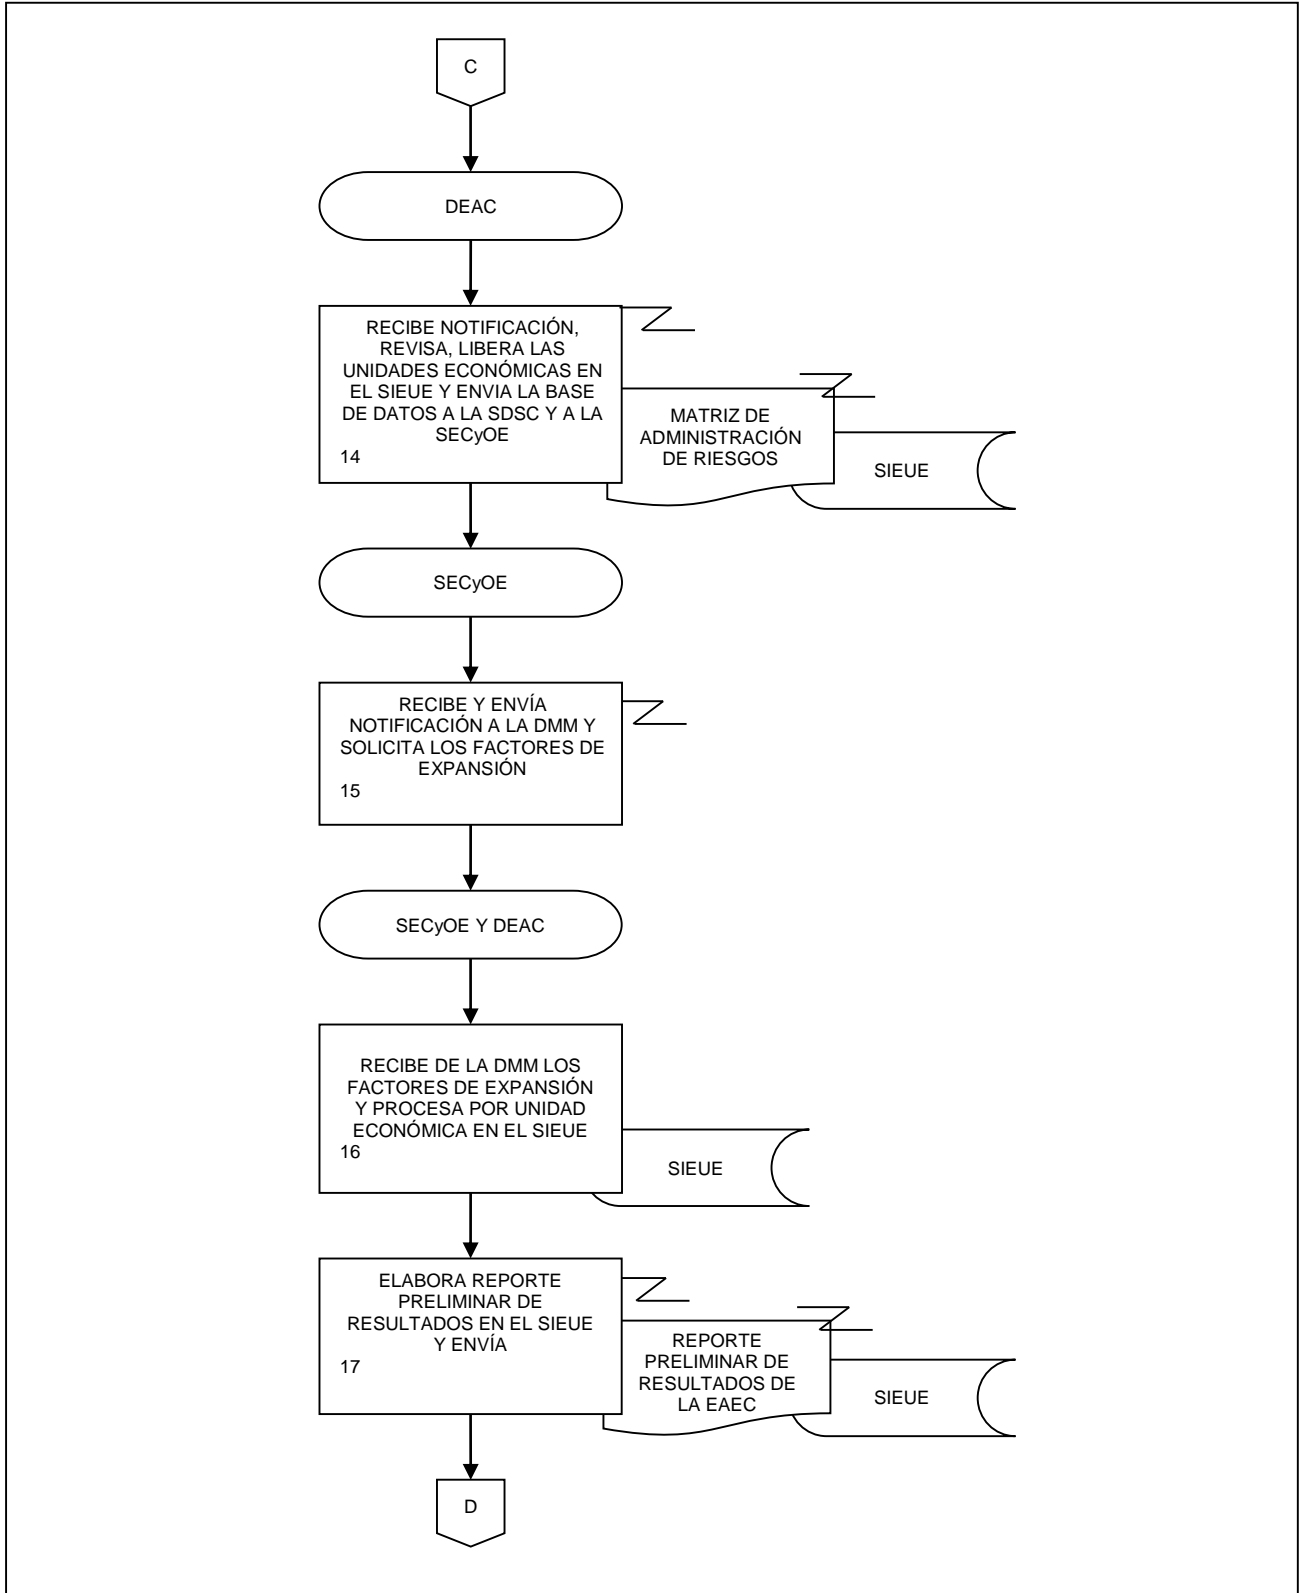 C
DEAC
RECIBE NOTIFICACIÓN,
REVISA, LIBERA LAS
UNIDADES ECONÓMICAS EN
EL SIEUE Y ENVIA LA BASE
DE DATOS A LA SDSC Y A LA
SECyOE
14
MATRIZ DE
ADMINISTRACIÓN
DE RIESGOS
SIEUE
SECyOE
RECIBE Y ENVÍA
NOTIFICACIÓN A LA DMM Y
SOLICITA LOS FACTORES DE
EXPANSIÓN
15
SECyOE Y DEAC
RECIBE DE LA DMM LOS
FACTORES DE EXPANSIÓN
Y PROCESA POR UNIDAD
ECONÓMICA EN EL SIEUE
16
SIEUE
ELABORA REPORTE
PRELIMINAR DE
RESULTADOS EN EL SIEUE
Y ENVÍA
17
REPORTE
PRELIMINAR DE
RESULTADOS DE
LA EAEC
SIEUE
D